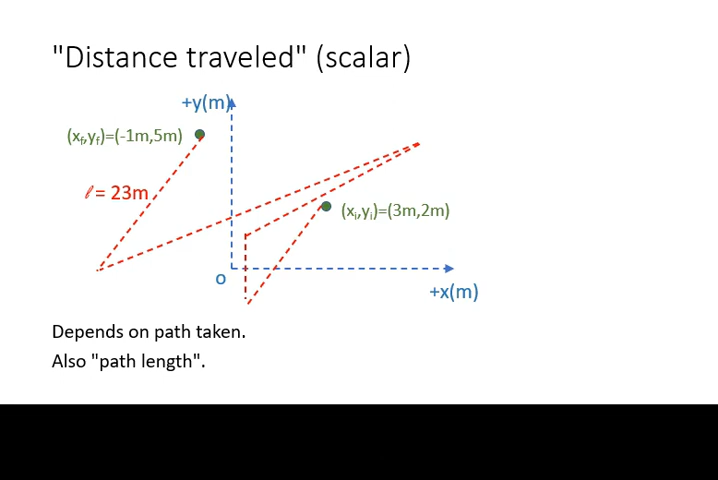 "Distance traveled" (scalar)
+y(m)
(xf,yf)=(-1m,5m)
ℓ = 23m
(xi,yi)=(3m,2m)
O
+x(m)
Depends on path taken.
Also "path length".